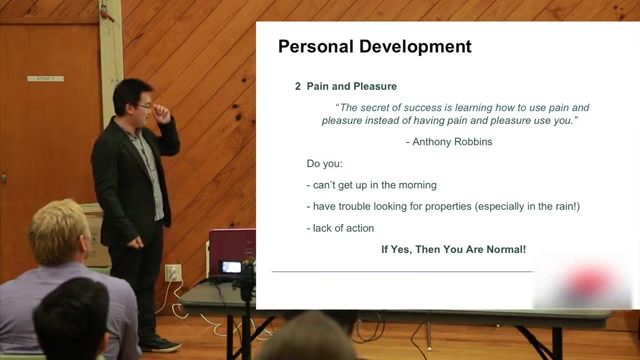 Personal Development
2 Pain and Pleasure
"The secret of success is learning how to use pain and
pleasure instead of having pain and pleasure use you."
- Anthony Robbins
Do you:
- can't get up in the morning
- have trouble looking for properties (especially in the rain!)
- lack of action
If Yes, Then You Are Normal!